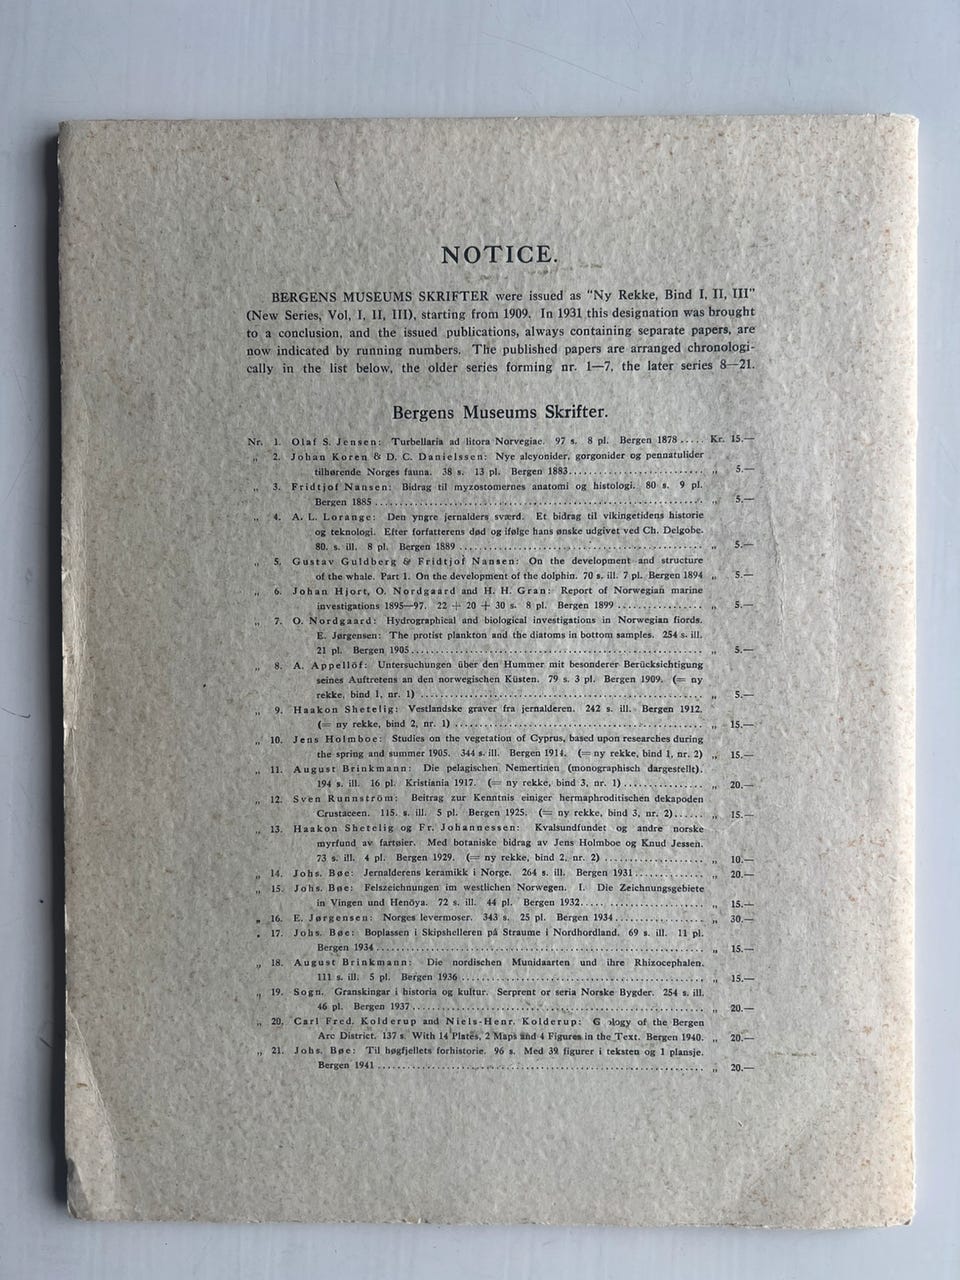 NOTICE.
BERGENS MUSEUMS SKRIFTER were issued as "Ny Rekke, Bind I, II, III"
(New Series, Vol, I, II, III), starting from 1909. In 1931 this designation was brought
to a conclusion, and the issued publications, always containing separate papers, are
now indicated by running numbers. The published papers are arranged chronologi-
cally in the list below, the older series forming nr. 1—7, the later series 8—21.
Bergens Museums Skrifter.
Nr. 1. Olaf S. Jensen: Turbellaria ad litora Norvegiae. 97 s. 8 pl. Bergen 1878 ..... Kr. 15.—
„ 2. Johan Koren & D. C. Danielssen: Nye alcyonider, gorgonider og pennatulider
tilhørende Norges fauna. 38 s. 13 pl. Bergen 1883 .......................... „ 5.—
„ 3. Fridtjof Nansen: Bidrag til myzostomernes anatomi og histologi. 80 s. 9 pl.
Bergen 1885 ................................................................ „ 5.—
„ 4. A. L. Lorange: Den yngre jernalders sværd. Et bidrag til vikingetidens historie
og teknologi. Efter forfatterens død og ifølge hans ønske udgivet ved Ch. Delgobe.
80. s. ill. 8 pl. Bergen 1889 ................................................ „ 5.—
„ 5. Gustav Guldberg & Fridtjof Nansen: On the development and structure
of the whale. Part 1. On the development of the dolphin. 70 s. ill. 7 pl. Bergen 1894 „ 5.—
„ 6. Johan Hjort, O. Nordgaard and H. H. Gran: Report of Norwegian marine
investigations 1895—97. 22 + 20 + 30 s. 8 pl. Bergen 1899 ................. „ 5.—
„ 7. O. Nordgaard: Hydrographical and biological investigations in Norwegian fiords.
E. Jørgensen: The protist plankton and the diatoms in bottom samples. 254 s. ill.
21 pl. Bergen 1905 .......................................................... „ 5.—
„ 8. A. Appellöf: Untersuchungen über den Hummer mit besonderer Berücksichtigung
seines Auftretens an den norwegischen Küsten. 79 s. 3 pl. Bergen 1909. (= ny
rekke, bind 1, nr. 1) ........................................................ „ 5.—
„ 9. Haakon Shetelig: Vestlandske graver fra jernalderen. 242 s. ill. Bergen 1912.
(= ny rekke, bind 2, nr. 1) .................................................. „ 15.—
„ 10. Jens Holmboe: Studies on the vegetation of Cyprus, based upon researches during
the spring and summer 1905. 344 s. ill. Bergen 1914. (= ny rekke, bind 1, nr. 2) „ 15.—
„ 11. August Brinkmann: Die pelagischen Nemertinen (monographisch dargestellt).
194 s. ill. 16 pl. Kristiania 1917. (= ny rekke, bind 3, nr. 1) ................ „ 20.—
„ 12. Sven Runnström: Beitrag zur Kenntnis einiger hermaphroditischen dekapoden
Crustaceen. 115. s. ill. 5 pl. Bergen 1925. (= ny rekke, bind 3, nr. 2)...... „ 15.—
„ 13. Haakon Shetelig og Fr. Johannessen: Kvalsundfundet og andre norske
myrfund av fartøier. Med botaniske bidrag av Jens Holmboe og Knud Jessen.
73 s. ill. 4 pl. Bergen 1929. (= ny rekke, bind 2, nr. 2) .................... „ 10.—
„ 14. Johs. Bøe: Jernalderens keramikk i Norge. 264 s. ill. Bergen 1931.............. „ 20.—
„ 15. Johs. Bøe: Felszeichnungen im westlichen Norwegen. I. Die Zeichnungsgebiete
in Vingen und Henöya. 72 s. ill. 44 pl. Bergen 1932........................ „ 15.—
„ 16. E. Jørgensen: Norges levermoser. 343 s. 25 pl. Bergen 1934.................. „ 30.—
„ 17. Johs. Bøe: Boplassen i Skipshelleren på Straume i Nordhordland. 69 s. ill. 11 pl.
Bergen 1934 ................................................................ „ 15.—
„ 18. August Brinkmann: Die nordischen Munidaarten und ihre Rhizocephalen.
111 s. ill. 5 pl. Bergen 1936 ................................................ „ 15.—
„ 19. Sogn. Granskingar i historia og kultur. Serprent or seria Norske Bygder. 254 s. ill.
46 pl. Bergen 1937 .......................................................... „ 20.—
„ 20. Carl Fred. Kolderup and Niels-Henr. Kolderup: G ology of the Bergen
Arc District. 137 s. With 14 Plates, 2 Maps and 4 Figures in the Text. Bergen 1940. „ 20.—
„ 21. Johs. Bøe: Til høgfjellets forhistorie. 96 s. Med 39 figurer i teksten og 1 plansje.
Bergen 1941 ................................................................ „ 20.—